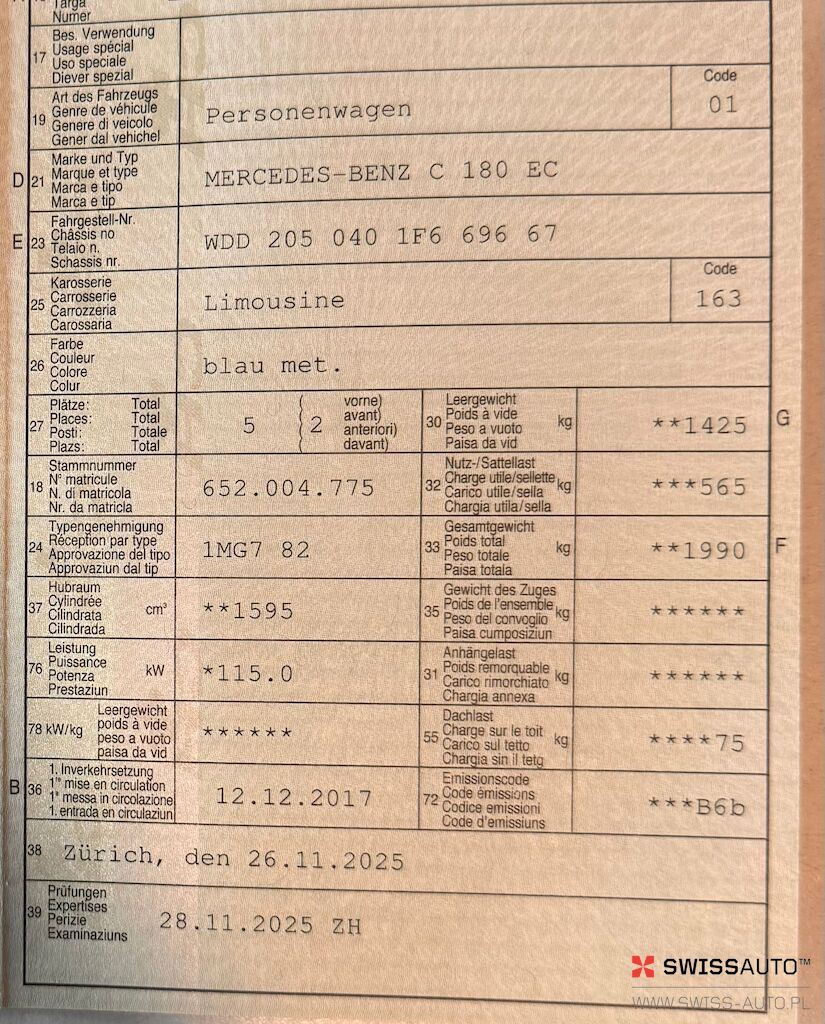 Targa
Numer
17 Bes. Verwendung
Usage spécial
Uso speciale
Diever spezial
19 Art des Fahrzeugs
Genre de véhicule
Genere di veicolo
Gener dal vehichel
Personenwagen
Code
01
D 21 Marke und Typ
Marque et type
Marca e tipo
Marca e tip
MERCEDES-BENZ C 180 EC
E 23 Fahrgestell-Nr.
Châssis no
Telaio n.
Schassis nr.
WDD 205 040 1F6 696 67
25 Karosserie
Carrosserie
Carrozzeria
Carossaria
Limousine
Code
163
26 Farbe
Couleur
Colore
Colur
blau met.
27 Plätze: Total
Places: Total
Posti: Totale
Plazs: Total
5 ( 2 vorne)
avant)
anteriori)
davant)
30 Leergewicht
Poids à vide
Peso a vuoto
Paisa da vid
kg
**1425
G
18 Stammnummer
N° matricule
N. di matricola
Nr. da matricla
652.004.775
32 Nutz-/Sattellast
Charge utile/sellette
Carico utile/sella
Chargia utila/sella
kg
***565
24 Typengenehmigung
Réception par type
Approvazione del tipo
Approvaziun dal tip
1MG7 82
33 Gesamtgewicht
Poids total
Peso totale
Paisa totala
kg
**1990
F
37 Hubraum
Cylindrée
Cilindrata
Cilindrada
cm³
**1595
35 Gewicht des Zuges
Poids de l'ensemble
Peso del convoglio
Paisa cumposiziun
kg
******
76 Leistung
Puissance
Potenza
Prestaziun
kW
*115.0
31 Anhängelast
Poids remorquable
Carico rimorchiato
Chargia annexa
kg
******
78 kW/kg Leergewicht
poids à vide
peso a vuoto
paisa da vid
******
55 Dachlast
Charge sur le toit
Carico sul tetto
Chargia sin il tetg
kg
****75
B 36 1. Inverkehrsetzung
1re mise en circulation
1a messa in circolazione
1. entrada en circulaziun
12.12.2017
72 Emissionscode
Code émissions
Codice emissioni
Code d'emissiuns
***B6b
38 Zürich, den 26.11.2025
39 Prüfungen
Expertises
Perizie
Examinaziuns
28.11.2025 ZH
SWISSAUTO™
WWW.SWISS-AUTO.PL